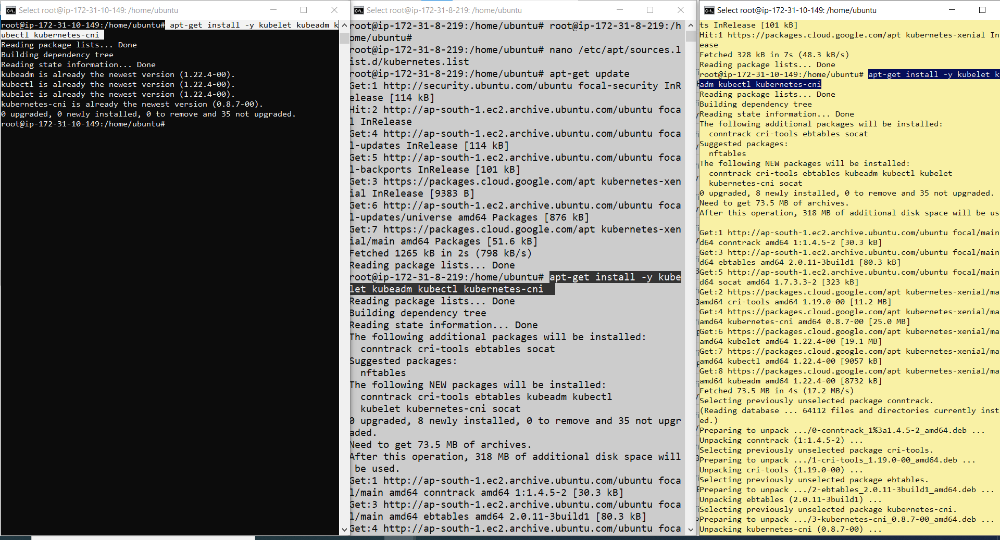 Select root@ip-172-31-10-149: /home/ubuntu
root@ip-172-31-10-149:/home/ubuntu# apt-get install -y kubelet kubeadm k
ubectl kubernetes-cni
Reading package lists... Done
Building dependency tree
Reading state information... Done
kubeadm is already the newest version (1.22.4-00).
kubectl is already the newest version (1.22.4-00).
kubelet is already the newest version (1.22.4-00).
kubernetes-cni is already the newest version (0.8.7-00).
0 upgraded, 0 newly installed, 0 to remove and 35 not upgraded.
root@ip-172-31-10-149:/home/ubuntu#
Select root@ip-172-31-8-219: /home/ubuntu
root@ip-172-31-8-219:/home/ubuntu# root@ip-172-31-8-219:/h
ome/ubuntu#
root@ip-172-31-8-219:/home/ubuntu# nano /etc/apt/sources.l
ist.d/kubernetes.list
root@ip-172-31-8-219:/home/ubuntu# apt-get update
Get:1 http://security.ubuntu.com/ubuntu focal-security InR
elease [114 kB]
Hit:2 http://ap-south-1.ec2.archive.ubuntu.com/ubuntu foca
l InRelease
Get:4 http://ap-south-1.ec2.archive.ubuntu.com/ubuntu foca
l-updates InRelease [114 kB]
Get:5 http://ap-south-1.ec2.archive.ubuntu.com/ubuntu foca
l-backports InRelease [101 kB]
Get:3 https://packages.cloud.google.com/apt kubernetes-xen
ial InRelease [9383 B]
Get:6 http://ap-south-1.ec2.archive.ubuntu.com/ubuntu foca
l-updates/universe amd64 Packages [876 kB]
Get:7 https://packages.cloud.google.com/apt kubernetes-xen
ial/main amd64 Packages [51.6 kB]
Fetched 1265 kB in 2s (798 kB/s)
Reading package lists... Done
root@ip-172-31-8-219:/home/ubuntu# apt-get install -y kube
let kubeadm kubectl kubernetes-cni
Reading package lists... Done
Building dependency tree
Reading state information... Done
The following additional packages will be installed:
conntrack cri-tools ebtables socat
Suggested packages:
nftables
The following NEW packages will be installed:
conntrack cri-tools ebtables kubeadm kubectl
kubelet kubernetes-cni socat
0 upgraded, 8 newly installed, 0 to remove and 35 not upgr
aded.
Need to get 73.5 MB of archives.
After this operation, 318 MB of additional disk space will
be used.
Get:1 http://ap-south-1.ec2.archive.ubuntu.com/ubuntu foca
l/main amd64 conntrack amd64 1:1.4.5-2 [30.3 kB]
Get:3 http://ap-south-1.ec2.archive.ubuntu.com/ubuntu foca
l/main amd64 ebtables amd64 2.0.11-3build1 [80.3 kB]
Get:4 http://ap-south-1.ec2.archive.ubuntu.com/ubuntu foca
Select root@ip-172-31-10-149: /home/ubuntu
ts InRelease [101 kB]
Hit:1 https://packages.cloud.google.com/apt kubernetes-xenial In
ease
Fetched 328 kB in 7s (48.3 kB/s)
Reading package lists... Done
root@ip-172-31-10-149:/home/ubuntu# apt-get install -y kubelet k
adm kubectl kubernetes-cni
Reading package lists... Done
Building dependency tree
Reading state information... Done
The following additional packages will be installed:
conntrack cri-tools ebtables socat
Suggested packages:
nftables
The following NEW packages will be installed:
conntrack cri-tools ebtables kubeadm kubectl kubelet
kubernetes-cni socat
0 upgraded, 8 newly installed, 0 to remove and 35 not upgraded.
Need to get 73.5 MB of archives.
After this operation, 318 MB of additional disk space will be us
Get:1 http://ap-south-1.ec2.archive.ubuntu.com/ubuntu focal/main
d64 conntrack amd64 1:1.4.5-2 [30.3 kB]
Get:3 http://ap-south-1.ec2.archive.ubuntu.com/ubuntu focal/main
d64 ebtables amd64 2.0.11-3build1 [80.3 kB]
Get:5 http://ap-south-1.ec2.archive.ubuntu.com/ubuntu focal/main
d64 socat amd64 1.7.3.3-2 [323 kB]
Get:2 https://packages.cloud.google.com/apt kubernetes-xenial/ma
amd64 cri-tools amd64 1.19.0-00 [11.2 MB]
Get:4 https://packages.cloud.google.com/apt kubernetes-xenial/ma
amd64 kubernetes-cni amd64 0.8.7-00 [25.0 MB]
Get:6 https://packages.cloud.google.com/apt kubernetes-xenial/ma
amd64 kubelet amd64 1.22.4-00 [19.1 MB]
Get:7 https://packages.cloud.google.com/apt kubernetes-xenial/ma
amd64 kubectl amd64 1.22.4-00 [9057 kB]
Get:8 https://packages.cloud.google.com/apt kubernetes-xenial/ma
amd64 kubeadm amd64 1.22.4-00 [8732 kB]
Fetched 73.5 MB in 4s (17.2 MB/s)
Selecting previously unselected package conntrack.
(Reading database ... 64112 files and directories currently inst
ed.)
Preparing to unpack .../0-conntrack_1%3a1.4.5-2_amd64.deb ...
Unpacking conntrack (1:1.4.5-2) ...
Selecting previously unselected package cri-tools.
Preparing to unpack .../1-cri-tools_1.19.0-00_amd64.deb ...
Unpacking cri-tools (1.19.0-00) ...
Selecting previously unselected package ebtables.
Preparing to unpack .../2-ebtables_2.0.11-3build1_amd64.deb ...
Unpacking ebtables (2.0.11-3build1) ...
Selecting previously unselected package kubernetes-cni.
Preparing to unpack .../3-kubernetes-cni_0.8.7-00_amd64.deb ...
Unpacking kubernetes-cni (0.8.7-00) ...